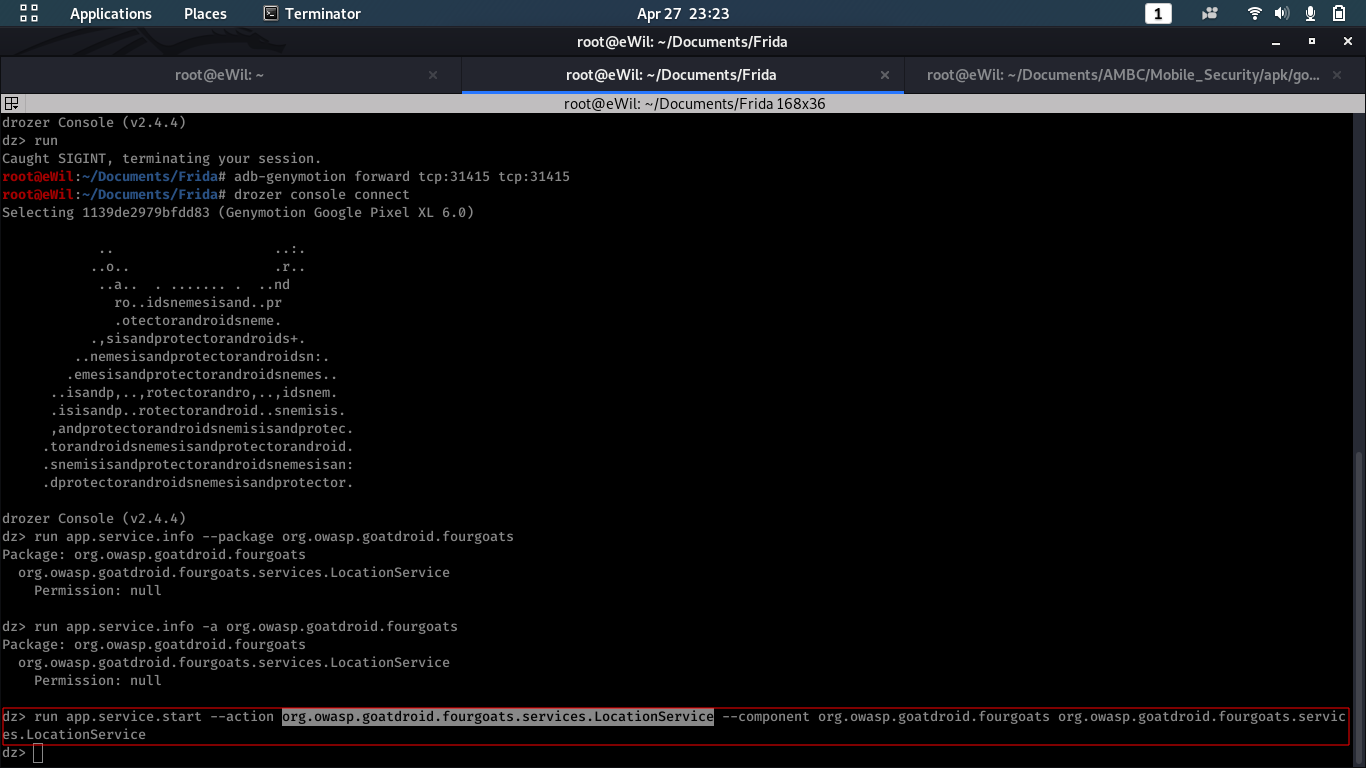 Applications Places Terminator Apr 27 23:23 1
root@eWil: ~/Documents/Frida
root@eWil: ~ × root@eWil: ~/Documents/Frida × root@eWil: ~/Documents/AMBC/Mobile_Security/apk/go... ×
root@eWil: ~/Documents/Frida 168x36
drozer Console (v2.4.4)
dz> run
Caught SIGINT, terminating your session.
root@eWil:~/Documents/Frida# adb-genymotion forward tcp:31415 tcp:31415
root@eWil:~/Documents/Frida# drozer console connect
Selecting 1139de2979bfdd83 (Genymotion Google Pixel XL 6.0)
            ..                    ..:.
           ..o..                  .r..
            ..a..  . ....... .  ..nd
              ro..idsnemesisand..pr
              .otectorandroidsneme.
           .,sisandprotectorandroids+.
         ..nemesisandprotectorandroidsn:.
        .emesisandprotectorandroidsnemes..
      ..isandp,..,rotectorandro,..,idsnem.
      .isisandp..rotectorandroid..snemisis.
      ,andprotectorandroidsnemisisandprotec.
     .torandroidsnemesisandprotectorandroid.
     .snemisisandprotectorandroidsnemesisan:
     .dprotectorandroidsnemesisandprotector.
drozer Console (v2.4.4)
dz> run app.service.info --package org.owasp.goatdroid.fourgoats
Package: org.owasp.goatdroid.fourgoats
  org.owasp.goatdroid.fourgoats.services.LocationService
    Permission: null
dz> run app.service.info -a org.owasp.goatdroid.fourgoats
Package: org.owasp.goatdroid.fourgoats
  org.owasp.goatdroid.fourgoats.services.LocationService
    Permission: null
dz> run app.service.start --action org.owasp.goatdroid.fourgoats.services.LocationService --component org.owasp.goatdroid.fourgoats org.owasp.goatdroid.fourgoats.servic
es.LocationService
dz>